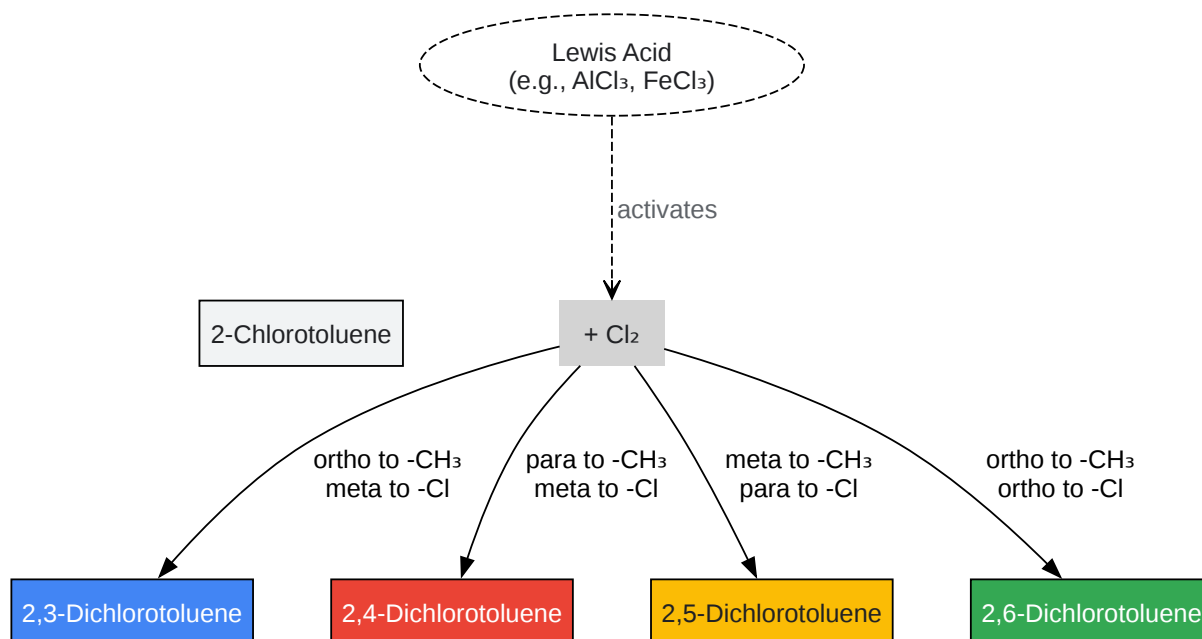 Lewis Acid
(e.g., AlCl₃, FeCl₃)
activates
2-Chlorotoluene
+ Cl₂
ortho to -CH₃
meta to -Cl
para to -CH₃
meta to -Cl
meta to -CH₃
para to -Cl
ortho to -CH₃
ortho to -Cl
2,3-Dichlorotoluene
2,4-Dichlorotoluene
2,5-Dichlorotoluene
2,6-Dichlorotoluene